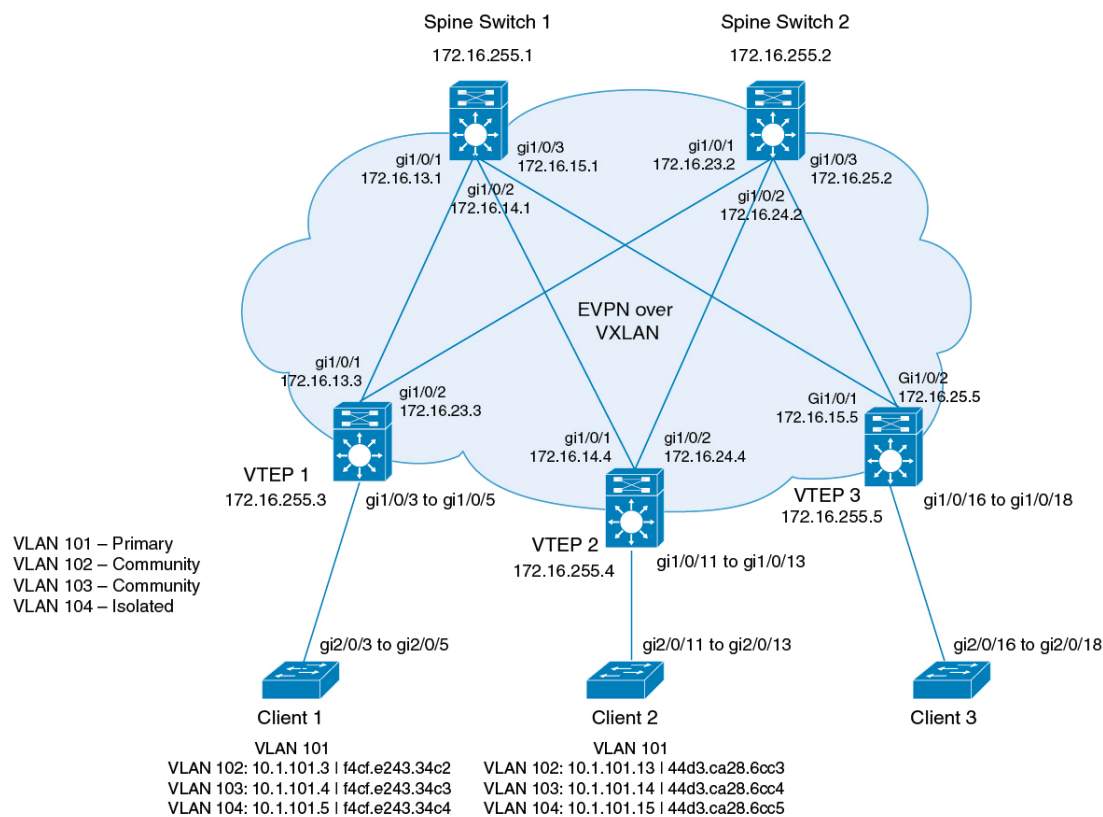 Spine Switch 1
Spine Switch 2
172.16.255.1
172.16.255.2
gi1/0/1
172.16.13.1
gi1/0/3
172.16.15.1
gi1/0/2
172.16.14.1
gi1/0/1
172.16.23.2
gi1/0/3
172.16.25.2
gi1/0/2
172.16.24.2
EVPN over
VXLAN
gi1/0/1
172.16.13.3
gi1/0/2
172.16.23.3
gi1/0/1
172.16.14.4
gi1/0/2
172.16.24.4
Gi1/0/1
172.16.15.5
Gi1/0/2
172.16.25.5
VTEP 1
172.16.255.3
gi1/0/3 to gi1/0/5
VTEP 2
172.16.255.4
gi1/0/11 to gi1/0/13
VTEP 3
172.16.255.5
gi1/0/16 to gi1/0/18
VLAN 101 – Primary
VLAN 102 – Community
VLAN 103 – Community
VLAN 104 – Isolated
gi2/0/3 to gi2/0/5
gi2/0/11 to gi2/0/13
gi2/0/16 to gi2/0/18
Client 1
Client 2
Client 3
VLAN 101
VLAN 102: 10.1.101.3 | f4cf.e243.34c2
VLAN 103: 10.1.101.4 | f4cf.e243.34c3
VLAN 104: 10.1.101.5 | f4cf.e243.34c4
VLAN 101
VLAN 102: 10.1.101.13 | 44d3.ca28.6cc3
VLAN 103: 10.1.101.14 | 44d3.ca28.6cc4
VLAN 104: 10.1.101.15 | 44d3.ca28.6cc5